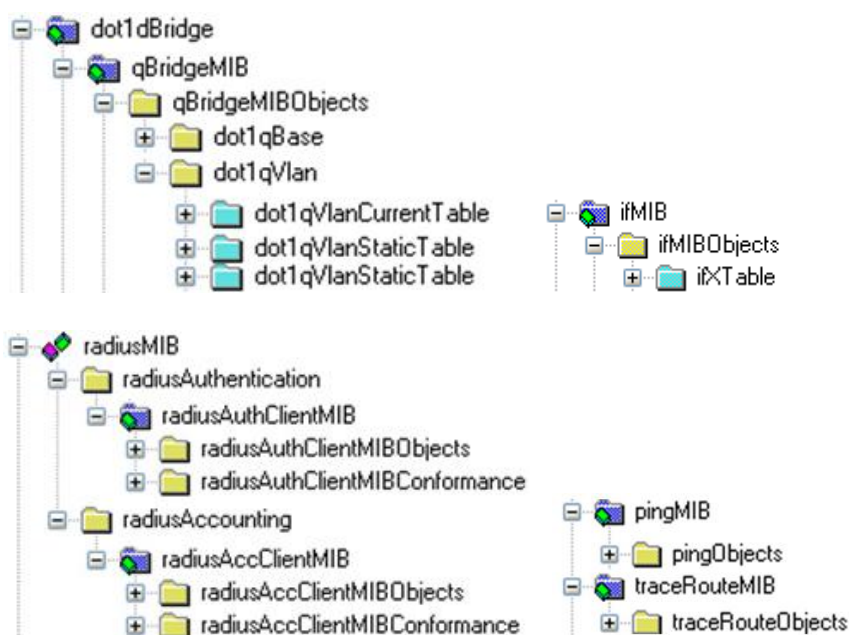 dot1dBridge
qBridgeMIB
qBridgeMIBObjects
dot1qBase
dot1qVlan
dot1qVlanCurrentTable
dot1qVlanStaticTable
dot1qVlanStaticTable
ifMIB
ifMIBObjects
ifXTable
radiusMIB
radiusAuthentication
radiusAuthClientMIB
radiusAuthClientMIBObjects
radiusAuthClientMIBConformance
radiusAccounting
radiusAccClientMIB
radiusAccClientMIBObjects
radiusAccClientMIBConformance
pingMIB
pingObjects
traceRouteMIB
traceRouteObjects